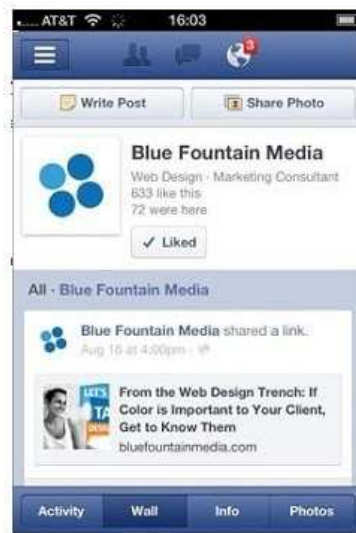 AT&T 16:03
3
Write Post Share Photo
Blue Fountain Media
Web Design · Marketing Consultant
633 like this
72 were here
✓ Liked
All · Blue Fountain Media
Blue Fountain Media shared a link.
Aug 16 at 4:00pm ·
LET'S
TA
DESIGN
From the Web Design Trench: If
Color is Important to Your Client,
Get to Know Them
bluefountainmedia.com
Activity Wall Info Photos